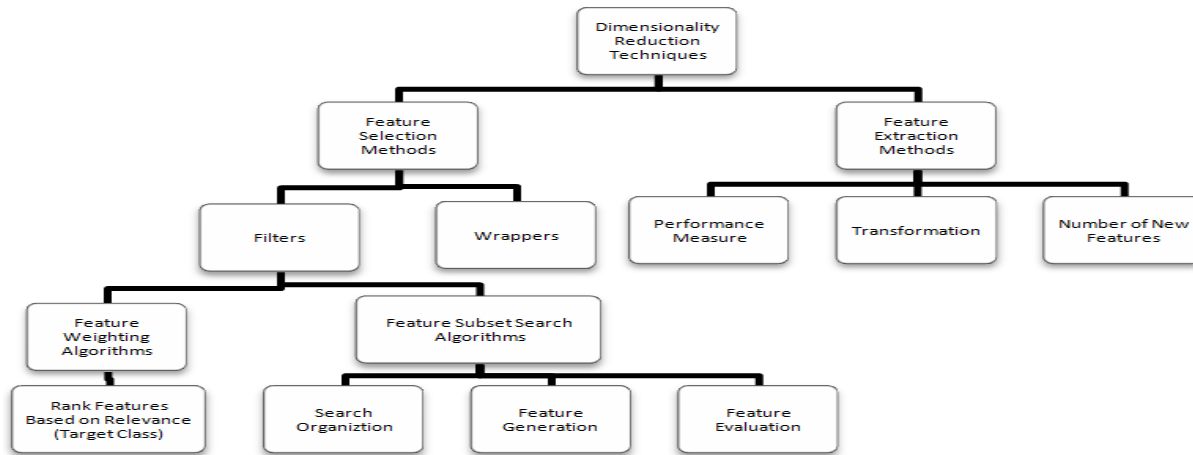 Dimensionality
Reduction
Techniques
Feature
Selection
Methods
Feature
Extraction
Methods
Filters
Wrappers
Performance
Measure
Transformation
Number of New
Features
Feature
Weighting
Algorithms
Feature Subset Search
Algorithms
Rank Features
Based on Relevance
(Target Class)
Search
Organiztion
Feature
Generation
Feature
Evaluation